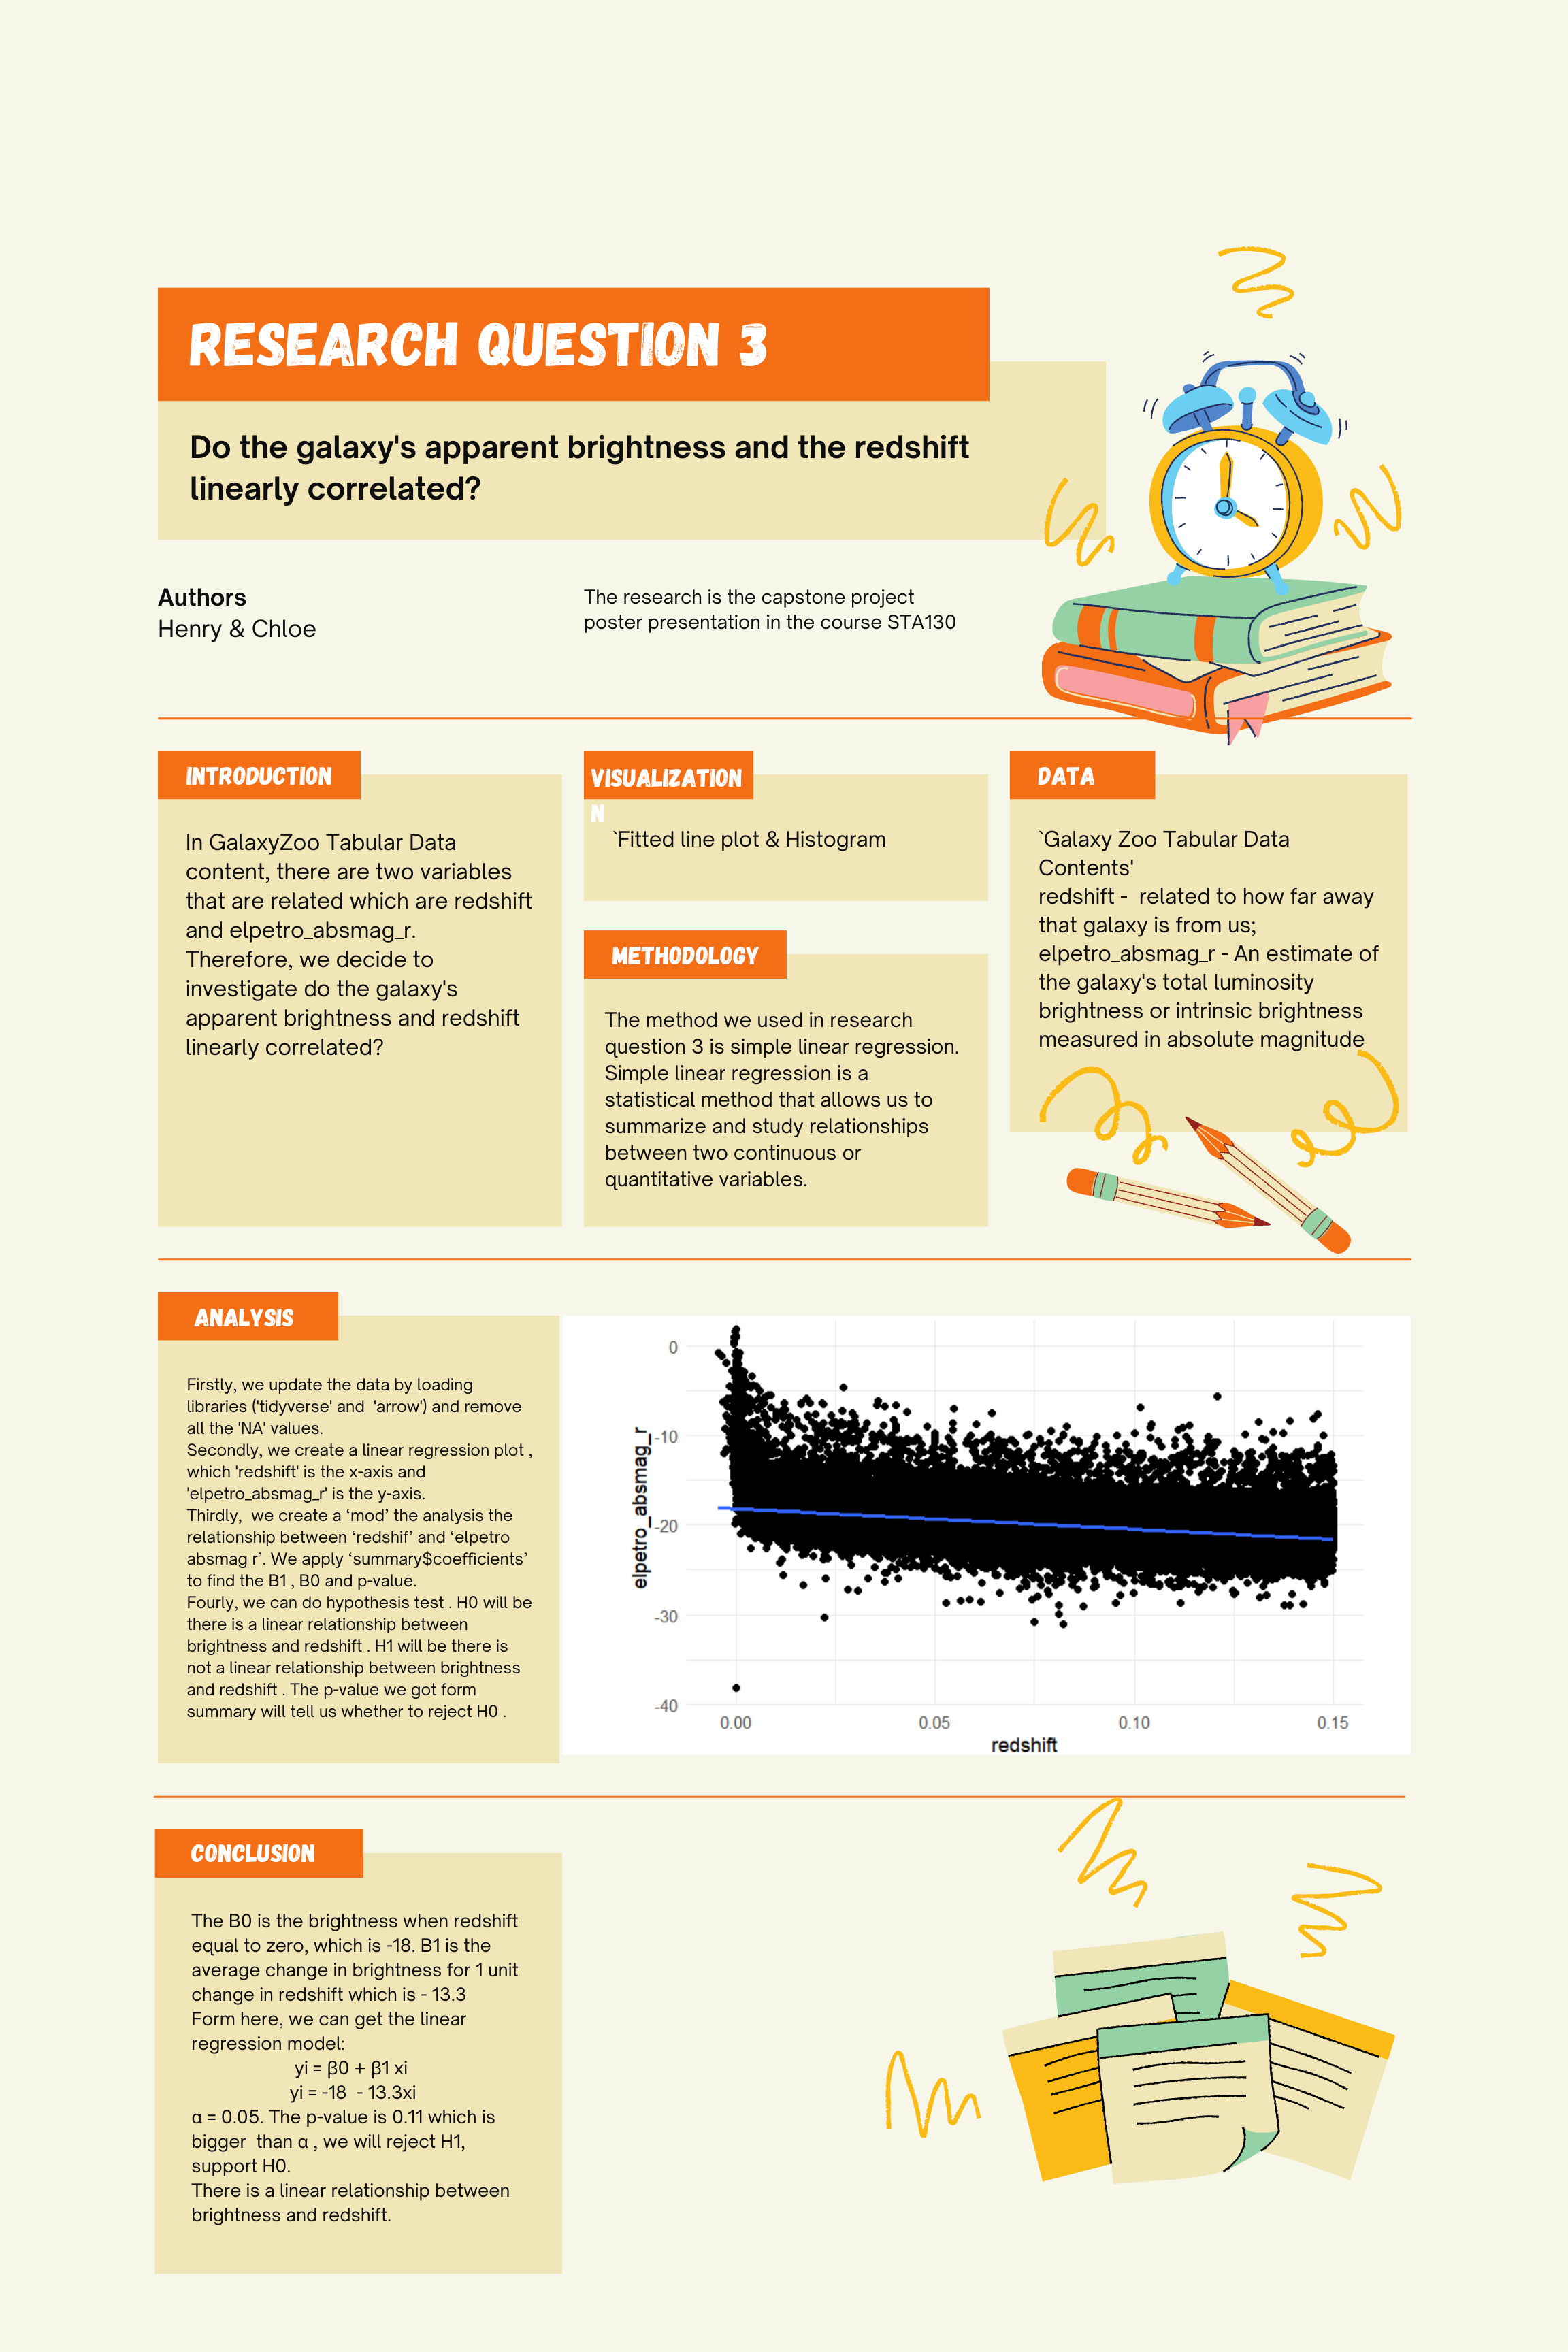 RESEARCH QUESTION 3
Do the galaxy's apparent brightness and the redshift
linearly correlated?
Authors
Henry & Chloe
The research is the capstone project
poster presentation in the course STA130
INTRODUCTION
In GalaxyZoo Tabular Data
content, there are two variables
that are related which are redshift
and elpetro_absmag_r.
Therefore, we decide to
investigate do the galaxy's
apparent brightness and redshift
linearly correlated?
VISUALIZATION
N
`Fitted line plot & Histogram
METHODOLOGY
The method we used in research
question 3 is simple linear regression.
Simple linear regression is a
statistical method that allows us to
summarize and study relationships
between two continuous or
quantitative variables.
DATA
`Galaxy Zoo Tabular Data
Contents'
redshift -  related to how far away
that galaxy is from us;
elpetro_absmag_r - An estimate of
the galaxy's total luminosity
brightness or intrinsic brightness
measured in absolute magnitude
ANALYSIS
Firstly, we update the data by loading
libraries ('tidyverse' and  'arrow') and remove
all the 'NA' values.
Secondly, we create a linear regression plot ,
which 'redshift' is the x-axis and
'elpetro_absmag_r' is the y-axis.
Thirdly,  we create a ‘mod’ the analysis the
relationship between ‘redshif’ and ‘elpetro
absmag r’. We apply ‘summary$coefficients’
to find the B1 , B0 and p-value.
Fourly, we can do hypothesis test . H0 will be
there is a linear relationship between
brightness and redshift . H1 will be there is
not a linear relationship between brightness
and redshift . The p-value we got form
summary will tell us whether to reject H0 .
elpetro_absmag_r
0
-10
-20
-30
-40
0.00
0.05
0.10
0.15
redshift
CONCLUSION
The B0 is the brightness when redshift
equal to zero, which is -18. B1 is the
average change in brightness for 1 unit
change in redshift which is - 13.3
Form here, we can get the linear
regression model:
yi = β0 + β1 xi
yi = -18  - 13.3xi
α = 0.05. The p-value is 0.11 which is
bigger  than α , we will reject H1,
support H0.
There is a linear relationship between
brightness and redshift.